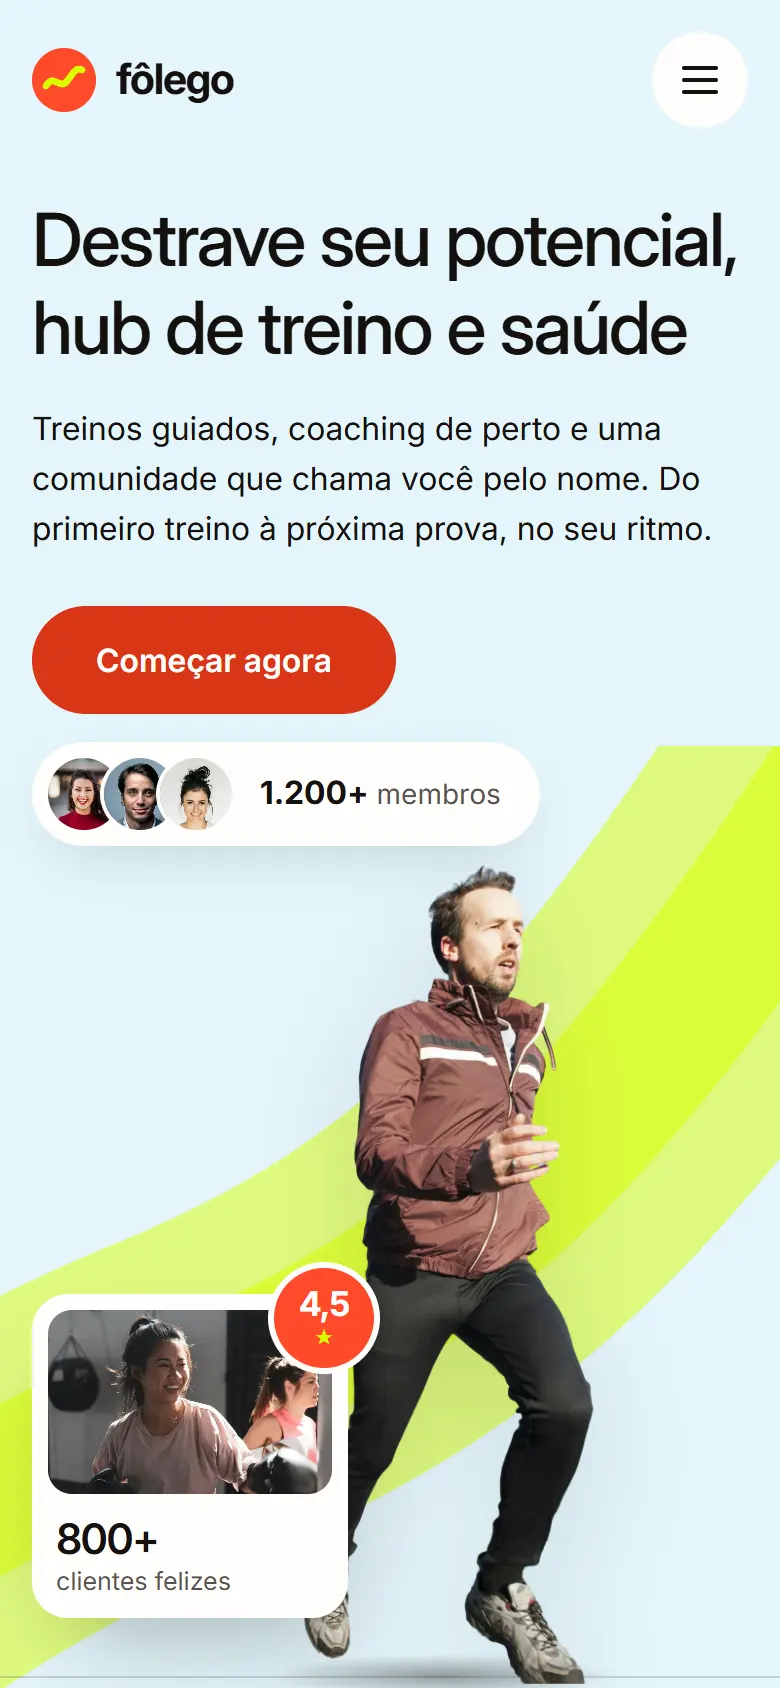 fôlego
Destrave seu potencial,
hub de treino e saúde
Treinos guiados, coaching de perto e uma
comunidade que chama você pelo nome. Do
primeiro treino à próxima prova, no seu ritmo.
Começar agora
1.200+ membros
4,5
800+
clientes felizes